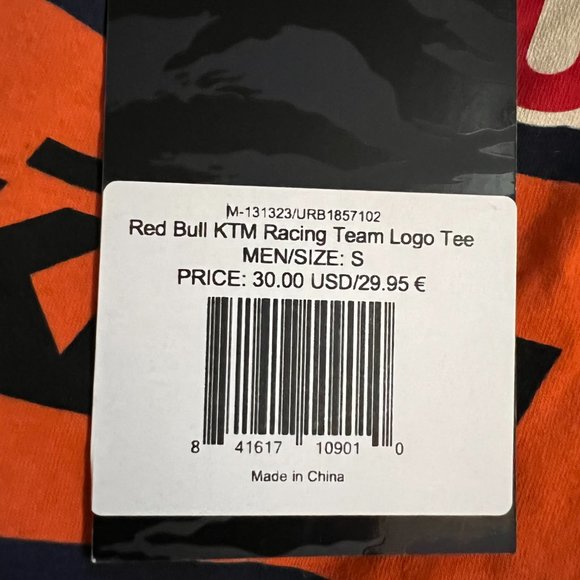 M-131323/URB1857102
Red Bull KTM Racing Team Logo Tee
MEN/SIZE: S
PRICE: 30.00 USD/29.95 €
8 41617 10901 0
Made in China